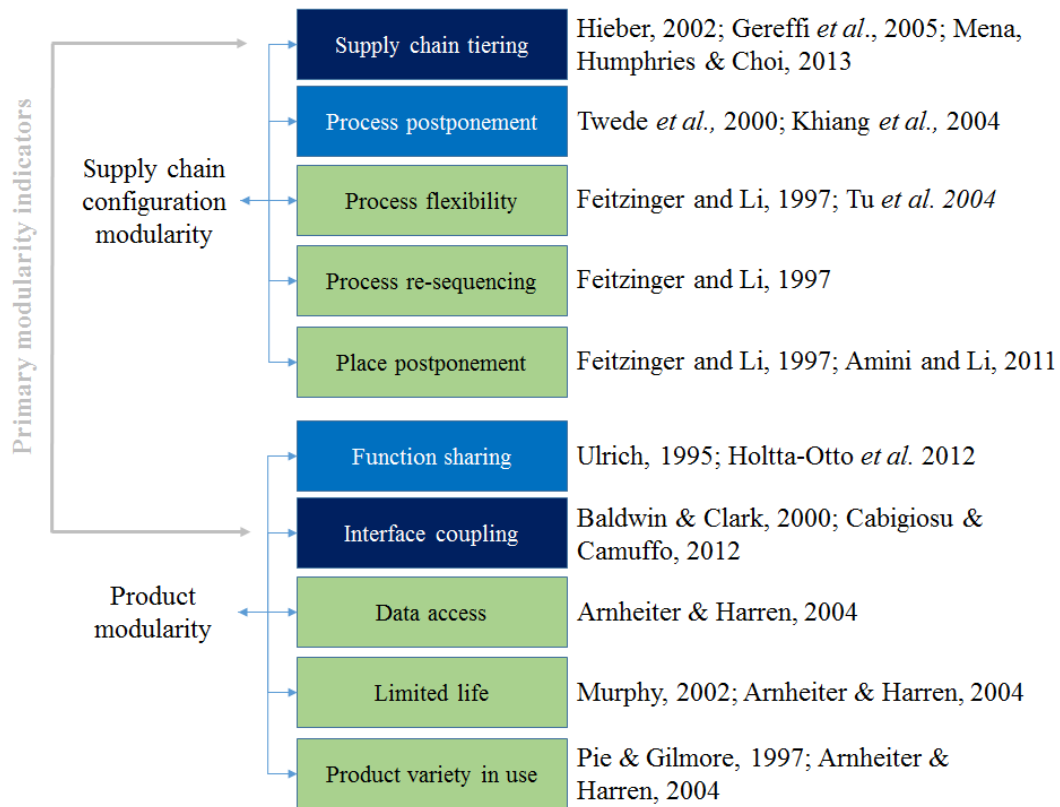 Primary modularity indicators
Supply chain
configuration
modularity
Supply chain tiering
Hieber, 2002; Gereffi et al., 2005; Mena,
Humphries & Choi, 2013
Process postponement
Twede et al., 2000; Khiang et al., 2004
Process flexibility
Feitzinger and Li, 1997; Tu et al. 2004
Process re-sequencing
Feitzinger and Li, 1997
Place postponement
Feitzinger and Li, 1997; Amini and Li, 2011
Product
modularity
Function sharing
Ulrich, 1995; Holtta-Otto et al. 2012
Interface coupling
Baldwin & Clark, 2000; Cabigiosu &
Camuffo, 2012
Data access
Arnheiter & Harren, 2004
Limited life
Murphy, 2002; Arnheiter & Harren, 2004
Product variety in use
Pie & Gilmore, 1997; Arnheiter &
Harren, 2004